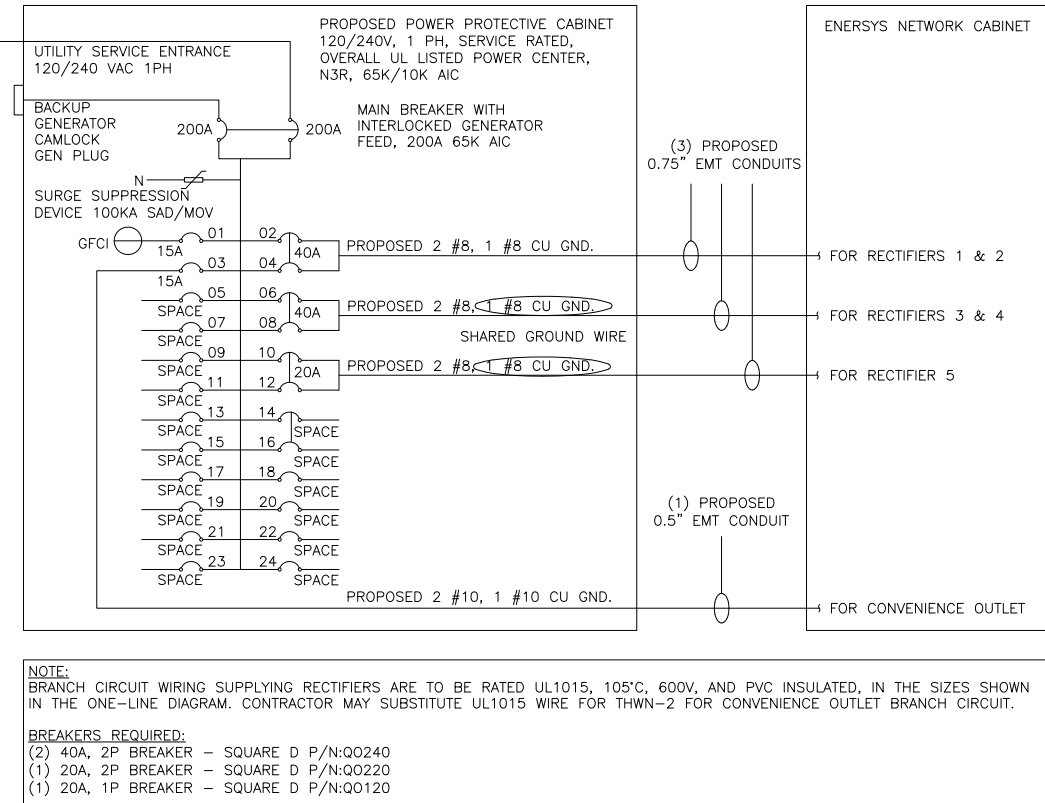 PROPOSED POWER PROTECTIVE CABINET
120/240V, 1 PH, SERVICE RATED,
OVERALL UL LISTED POWER CENTER,
N3R, 65K/10K AIC
ENERSYS NETWORK CABINET
UTILITY SERVICE ENTRANCE
120/240 VAC 1PH
BACKUP
GENERATOR
CAMLOCK
GEN PLUG
200A
200A
MAIN BREAKER WITH
INTERLOCKED GENERATOR
FEED, 200A 65K AIC
(3) PROPOSED
0.75" EMT CONDUITS
N
SURGE SUPPRESSION
DEVICE 100KA SAD/MOV
GFCI
15A
01
02
40A
PROPOSED 2 #8, 1 #8 CU GND.
FOR RECTIFIERS 1 & 2
15A
03
04
SPACE
05
06
40A
PROPOSED 2 #8, 1 #8 CU GND.
FOR RECTIFIERS 3 & 4
SPACE
07
08
SHARED GROUND WIRE
SPACE
09
10
20A
PROPOSED 2 #8, 1 #8 CU GND.
FOR RECTIFIER 5
SPACE
11
12
SPACE
13
14
SPACE
SPACE
15
16
SPACE
SPACE
17
18
SPACE
SPACE
19
20
SPACE
SPACE
21
22
SPACE
SPACE
23
24
SPACE
(1) PROPOSED
0.5" EMT CONDUIT
PROPOSED 2 #10, 1 #10 CU GND.
FOR CONVENIENCE OUTLET
NOTE:
BRANCH CIRCUIT WIRING SUPPLYING RECTIFIERS ARE TO BE RATED UL1015, 105°C, 600V, AND PVC INSULATED, IN THE SIZES SHOWN
IN THE ONE-LINE DIAGRAM. CONTRACTOR MAY SUBSTITUTE UL1015 WIRE FOR THWN-2 FOR CONVENIENCE OUTLET BRANCH CIRCUIT.
BREAKERS REQUIRED:
(2) 40A, 2P BREAKER - SQUARE D P/N:QO240
(1) 20A, 2P BREAKER - SQUARE D P/N:QO220
(1) 20A, 1P BREAKER - SQUARE D P/N:QO120